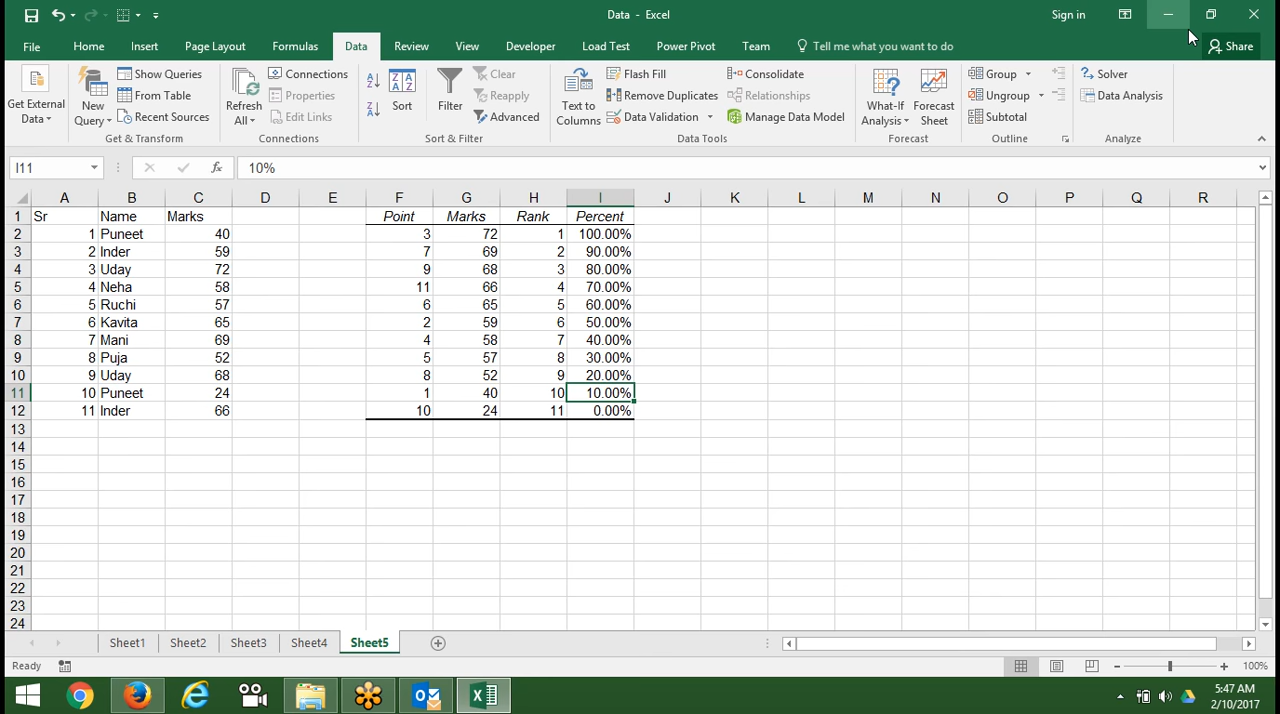 Data - Excel
Sign in
File Home Insert Page Layout Formulas Data Review View Developer Load Test Power Pivot Team Tell me what you want to do Share
Get External Data
New Query
Show Queries
From Table
Recent Sources
Get & Transform
Refresh All
Connections
Properties
Edit Links
Connections
Sort
Filter
Clear
Reapply
Advanced
Sort & Filter
Text to Columns
Flash Fill
Remove Duplicates
Data Validation
Consolidate
Relationships
Manage Data Model
Data Tools
What-If Analysis
Forecast Sheet
Forecast
Group
Ungroup
Subtotal
Outline
Solver
Data Analysis
Analyze
I11 fx 10%
A B C D E F G H I J K L M N O P Q R
1 Sr Name Marks Point Marks Rank Percent
2 1 Puneet 40 3 72 1 100.00%
3 2 Inder 59 7 69 2 90.00%
4 3 Uday 72 9 68 3 80.00%
5 4 Neha 58 11 66 4 70.00%
6 5 Ruchi 57 6 65 5 60.00%
7 6 Kavita 65 2 59 6 50.00%
8 7 Mani 69 4 58 7 40.00%
9 8 Puja 52 5 57 8 30.00%
10 9 Uday 68 8 52 9 20.00%
11 10 Puneet 24 1 40 10 10.00%
12 11 Inder 66 10 24 11 0.00%
13
14
15
16
17
18
19
20
21
22
23
24
Sheet1 Sheet2 Sheet3 Sheet4 Sheet5
Ready 100%
5:47 AM
2/10/2017